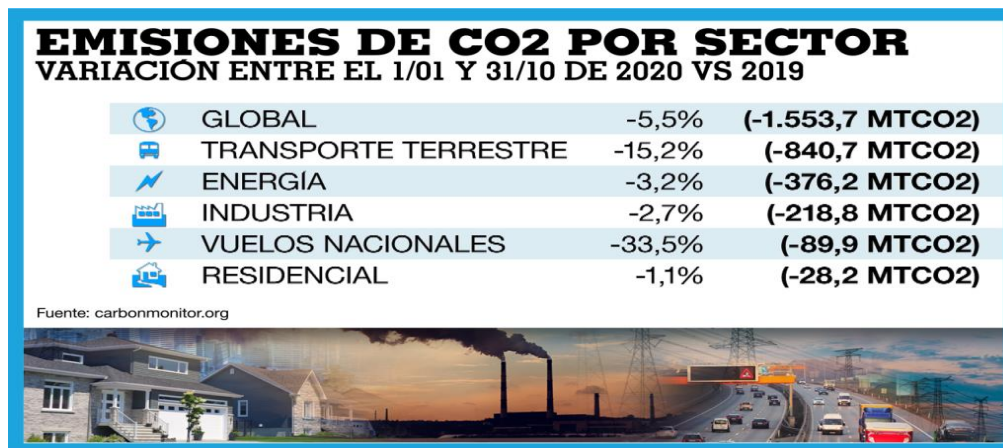 EMISIONES DE CO2 POR SECTOR
VARIACIÓN ENTRE EL 1/01 Y 31/10 DE 2020 VS 2019
GLOBAL -5,5% (-1.553,7 MTCO2)
TRANSPORTE TERRESTRE -15,2% (-840,7 MTCO2)
ENERGÍA -3,2% (-376,2 MTCO2)
INDUSTRIA -2,7% (-218,8 MTCO2)
VUELOS NACIONALES -33,5% (-89,9 MTCO2)
RESIDENCIAL -1,1% (-28,2 MTCO2)
Fuente: carbonmonitor.org